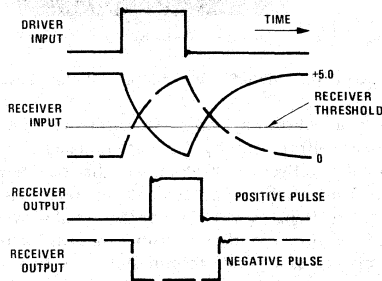 DRIVER
INPUT
TIME
+5.0
RECEIVER
INPUT
RECEIVER
THRESHOLD
0
RECEIVER
OUTPUT
POSITIVE PULSE
RECEIVER
OUTPUT
NEGATIVE PULSE